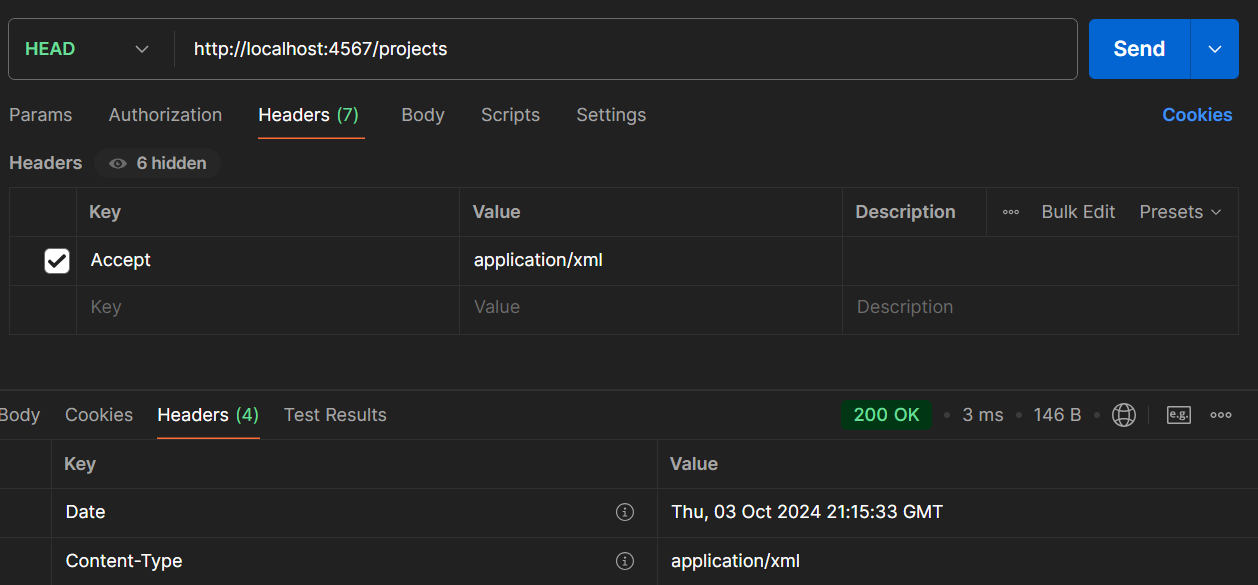 HEAD http://localhost:4567/projects Send
Params Authorization Headers (7) Body Scripts Settings Cookies
Headers 6 hidden
Key Value Description Bulk Edit Presets
Accept application/xml
Key Value Description
Body Cookies Headers (4) Test Results 200 OK • 3 ms • 146 B • e.g.
Key Value
Date Thu, 03 Oct 2024 21:15:33 GMT
Content-Type application/xml